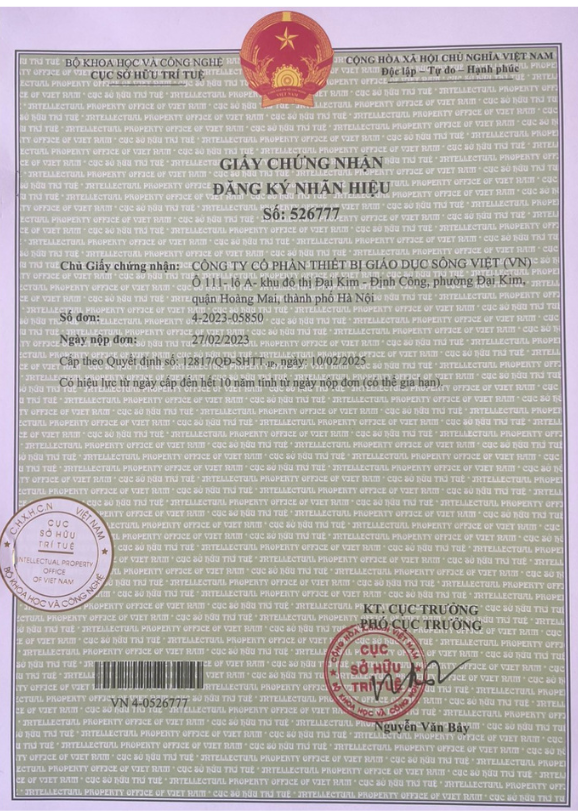 BỘ KHOA HỌC VÀ CÔNG NGHỆ
CỤC SỞ HỮU TRÍ TUỆ
CỘNG HÒA XÃ HỘI CHỦ NGHĨA VIỆT NAM
Độc lập – Tự do – Hạnh phúc
GIẤY CHỨNG NHẬN
ĐĂNG KÝ NHÃN HIỆU
Số: 526777
Chủ Giấy chứng nhận: CÔNG TY CỔ PHẦN THIẾT BỊ GIÁO DỤC SÔNG VIỆT (VN)
Ô 111- lô A- khu đô thị Đại Kim - Định Công, phường Đại Kim,
quận Hoàng Mai, thành phố Hà Nội
Số đơn: 4-2023-05850
Ngày nộp đơn: 27/02/2023
Cấp theo Quyết định số: 12817/QĐ-SHTT.ip, ngày: 10/02/2025
Có hiệu lực từ ngày cấp đến hết 10 năm tính từ ngày nộp đơn (có thể gia hạn).
C.H.X.H.C.N VIỆT NAM
CỤC
SỞ HỮU
TRÍ TUỆ
INTELLECTUAL PROPERTY
OFFICE
OF VIET NAM
BỘ KHOA HỌC VÀ CÔNG NGHỆ
KT. CỤC TRƯỞNG
PHÓ CỤC TRƯỞNG
CỤC
SỞ HỮU
TRÍ TUỆ
Nguyễn Văn Bảy
VN 4-0526777